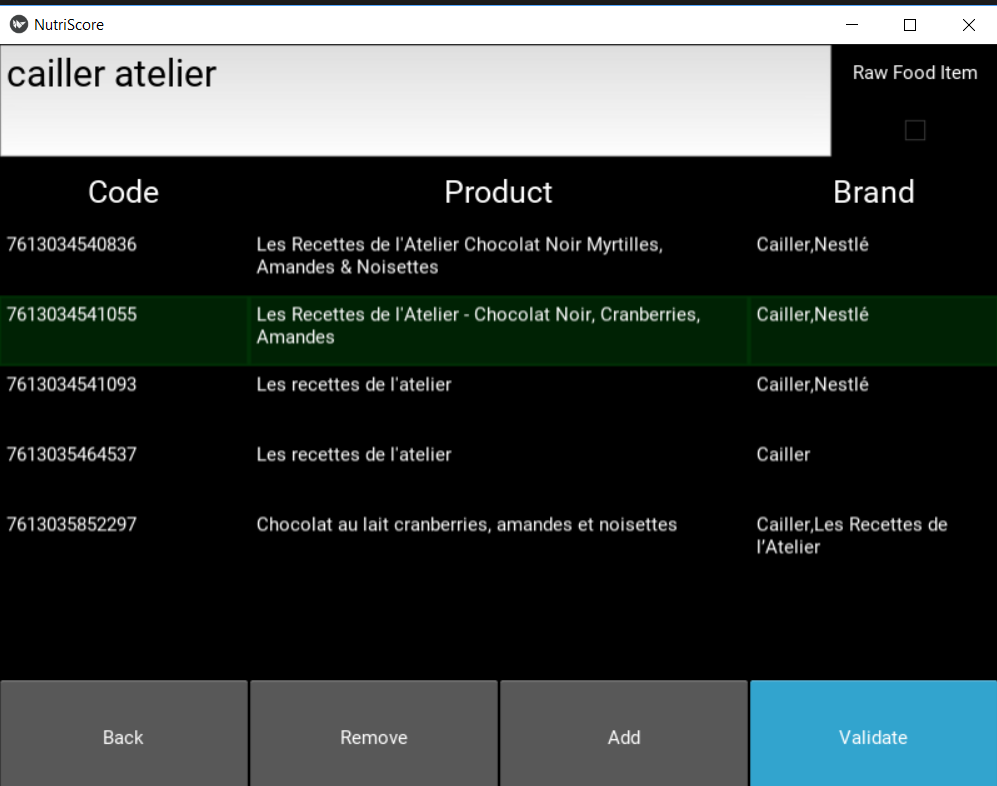 NutriScore
cailler atelier
Raw Food Item
Code Product Brand
7613034540836 Les Recettes de l'Atelier Chocolat Noir Myrtilles, Cailler,Nestlé
Amandes & Noisettes
7613034541055 Les Recettes de l'Atelier - Chocolat Noir, Cranberries, Cailler,Nestlé
Amandes
7613034541093 Les recettes de l'atelier Cailler,Nestlé
7613035464537 Les recettes de l'atelier Cailler
7613035852297 Chocolat au lait cranberries, amandes et noisettes Cailler,Les Recettes de
l’Atelier
Back Remove Add Validate